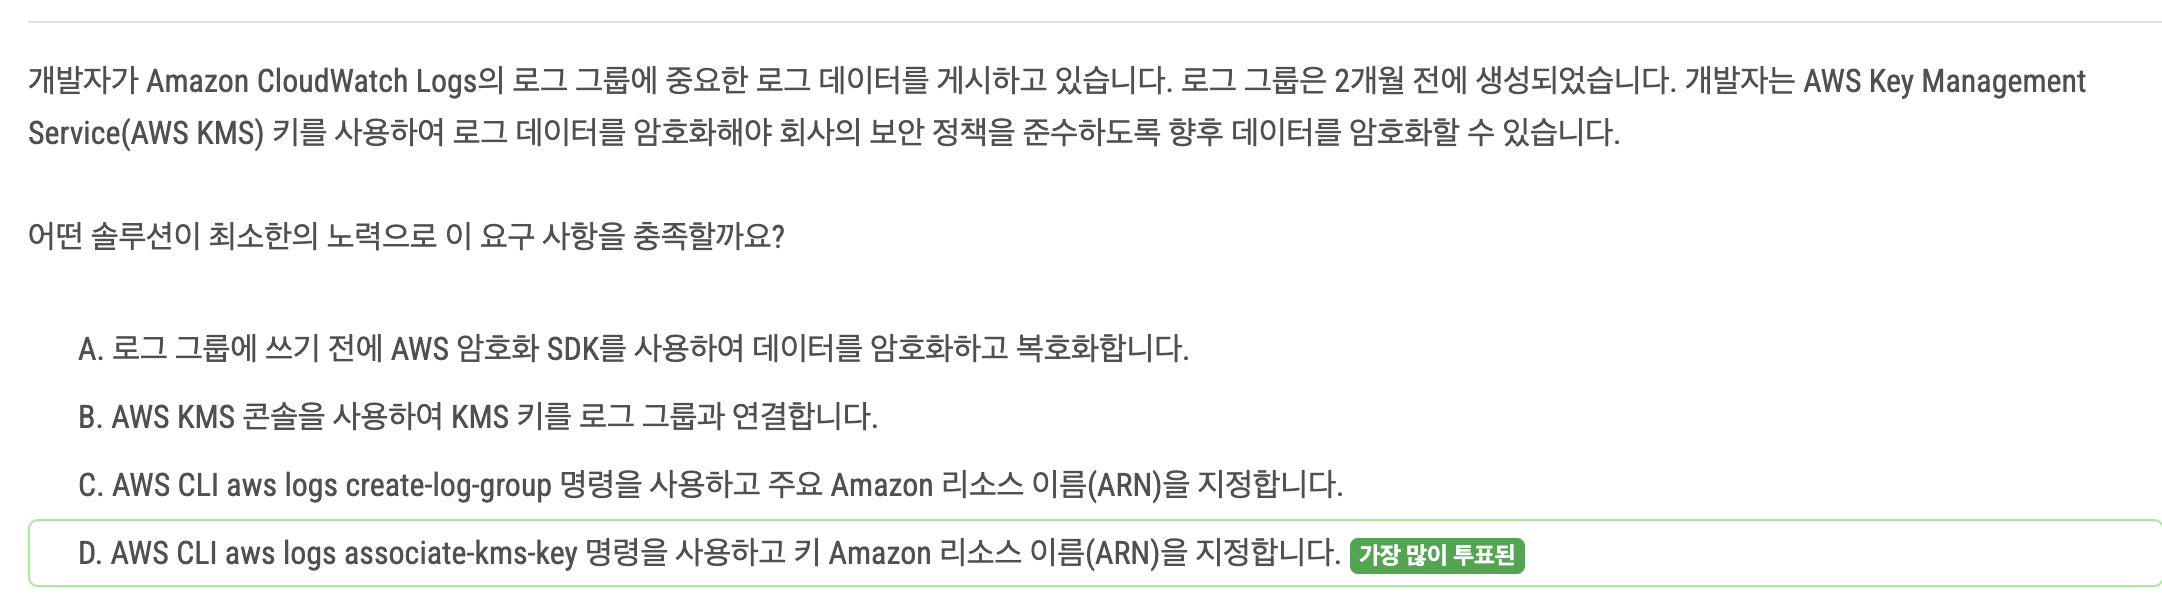 개발자가 Amazon CloudWatch Logs의 로그 그룹에 중요한 로그 데이터를 게시하고 있습니다. 로그 그룹은 2개월 전에 생성되었습니다. 개발자는 AWS Key Management
Service(AWS KMS) 키를 사용하여 로그 데이터를 암호화해야 회사의 보안 정책을 준수하도록 향후 데이터를 암호화할 수 있습니다.
어떤 솔루션이 최소한의 노력으로 이 요구 사항을 충족할까요?
A. 로그 그룹에 쓰기 전에 AWS 암호화 SDK를 사용하여 데이터를 암호화하고 복호화합니다.
B. AWS KMS 콘솔을 사용하여 KMS 키를 로그 그룹과 연결합니다.
C. AWS CLI aws logs create-log-group 명령을 사용하고 주요 Amazon 리소스 이름(ARN)을 지정합니다.
D. AWS CLI aws logs associate-kms-key 명령을 사용하고 키 Amazon 리소스 이름(ARN)을 지정합니다. 가장 많이 투표된